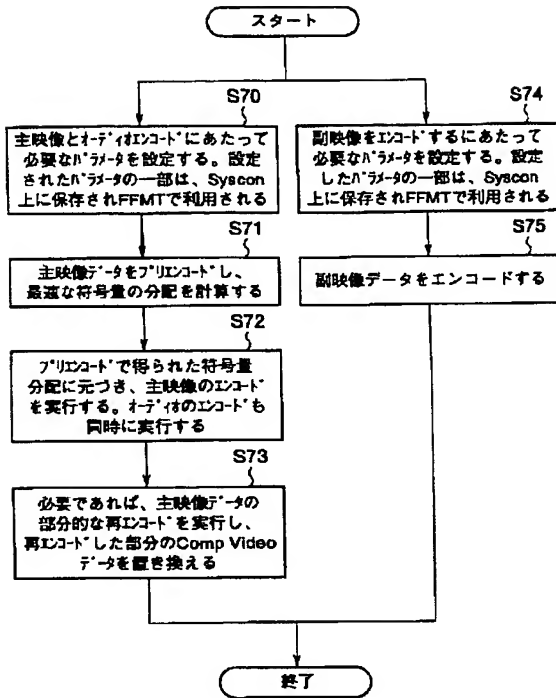 スタート
S70
主映像とオーディオエンコードにあたって
必要なパラメータを設定する。設定
されたパラメータの一部は、Syscon
上に保存されFFMTで利用される
S71
主映像データをプリエンコードし、
最適な符号量の分配を計算する
S72
プリエンコードで得られた符号量
分配に元づき、主映像のエンコード
を実行する。オーディオのエンコードも
同時に実行する
S73
必要であれば、主映像データの
部分的な再エンコードを実行し、
再エンコードした部分のComp Video
データを置き換える
S74
副映像をエンコードするにあたって
必要なパラメータを設定する。設定
したパラメータの一部は、Syscon
上に保存されFFMTで利用される
S75
副映像データをエンコードする
終了